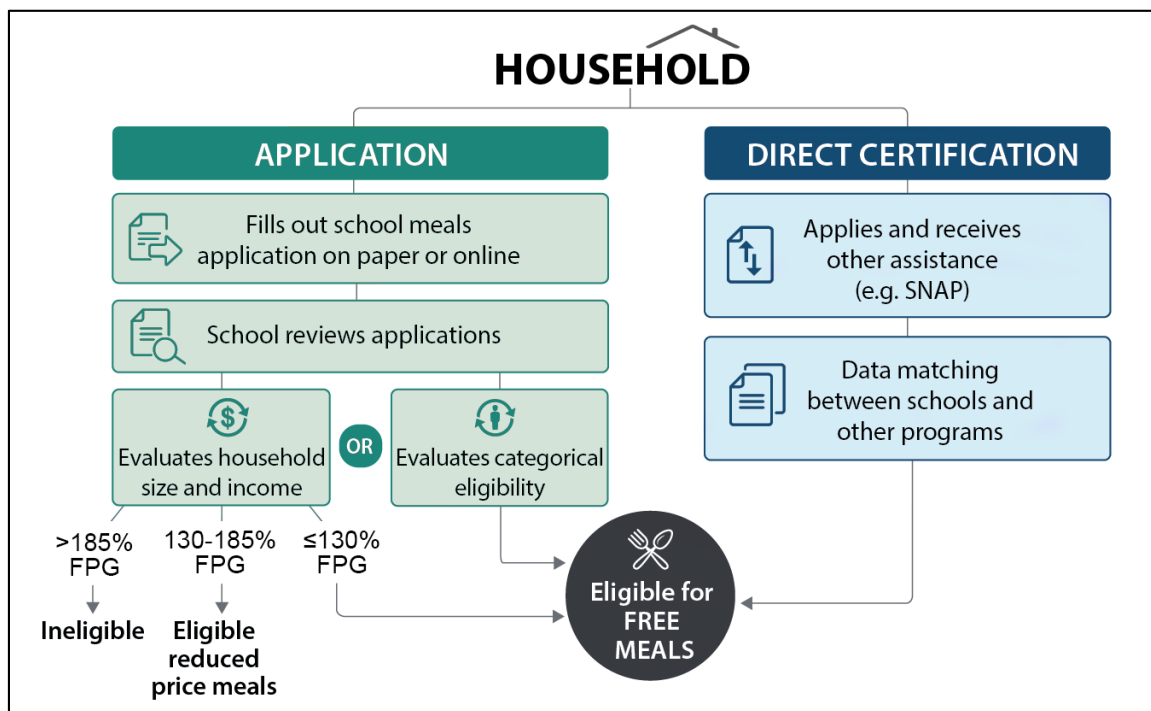 HOUSEHOLD
APPLICATION
Fills out school meals
application on paper or online
School reviews applications
$
Evaluates household
size and income
OR
Evaluates categorical
eligibility
>185%
FPG
130-185%
FPG
≤130%
FPG
Ineligible
Eligible
reduced
price meals
DIRECT CERTIFICATION
Applies and receives
other assistance
(e.g. SNAP)
Data matching
between schools and
other programs
Eligible for
FREE
MEALS